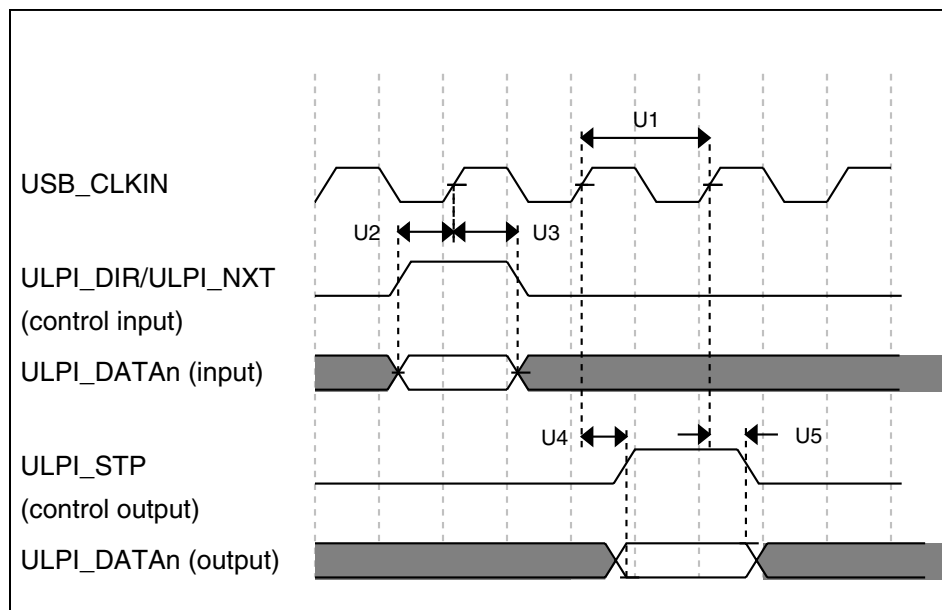 U1
USB_CLKIN
U2
U3
ULPI_DIR/ULPI_NXT
(control input)
ULPI_DATAn (input)
U4
U5
ULPI_STP
(control output)
ULPI_DATAn (output)